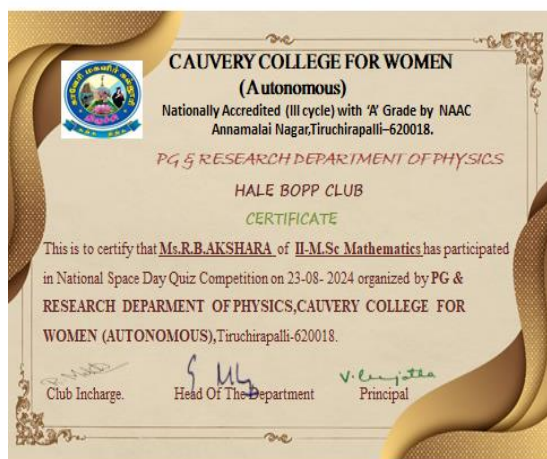 CAUVERY COLLEGE FOR WOMEN
(Autonomous)
Nationally Accredited (III cycle) with ‘A’ Grade by NAAC
Annamalai Nagar,Tiruchirapalli–620018.
PG & RESEARCH DEPARTMENT OF PHYSICS
HALE BOPP CLUB
CERTIFICATE
This is to certify that Ms.R.B.AKSHARA of II-M.Sc Mathematics has participated
in National Space Day Quiz Competition on 23-08- 2024 organized by PG &
RESEARCH DEPARMENT OF PHYSICS,CAUVERY COLLEGE FOR
WOMEN (AUTONOMOUS),Tiruchirapalli-620018.
Club Incharge. Head Of The Department Principal